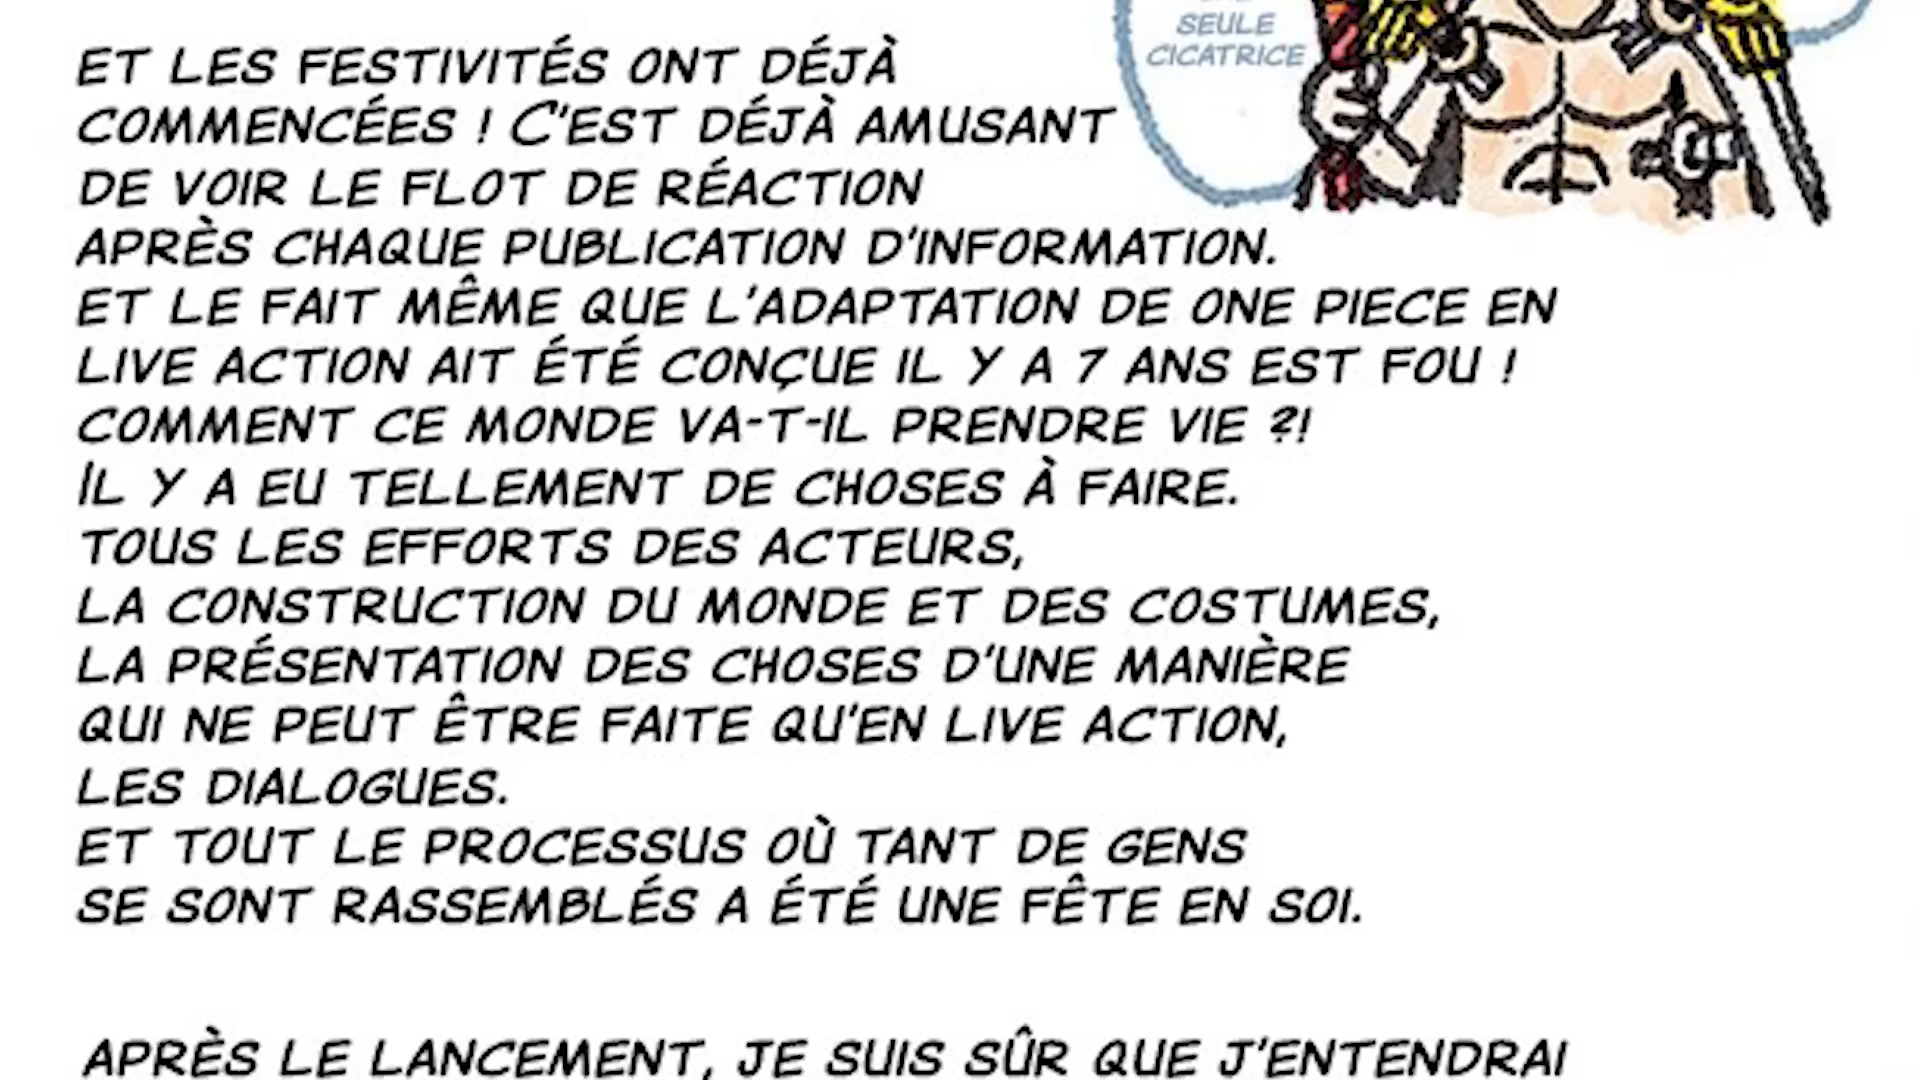 SEULE
CICATRICE
ET LES FESTIVITÉS ONT DÉJÀ
COMMENCÉES ! C'EST DÉJÀ AMUSANT
DE VOIR LE FLOT DE RÉACTION
APRÈS CHAQUE PUBLICATION D'INFORMATION.
ET LE FAIT MÊME QUE L'ADAPTATION DE ONE PIECE EN
LIVE ACTION AIT ÉTÉ CONÇUE IL Y A 7 ANS EST FOU !
COMMENT CE MONDE VA-T-IL PRENDRE VIE ?!
IL Y A EU TELLEMENT DE CHOSES À FAIRE.
TOUS LES EFFORTS DES ACTEURS,
LA CONSTRUCTION DU MONDE ET DES COSTUMES,
LA PRÉSENTATION DES CHOSES D'UNE MANIÈRE
QUI NE PEUT ÊTRE FAITE QU'EN LIVE ACTION,
LES DIALOGUES.
ET TOUT LE PROCESSUS OÙ TANT DE GENS
SE SONT RASSEMBLÉS A ÉTÉ UNE FÊTE EN SOI.
APRÈS LE LANCEMENT, JE SUIS SÛR QUE J'ENTENDRAI